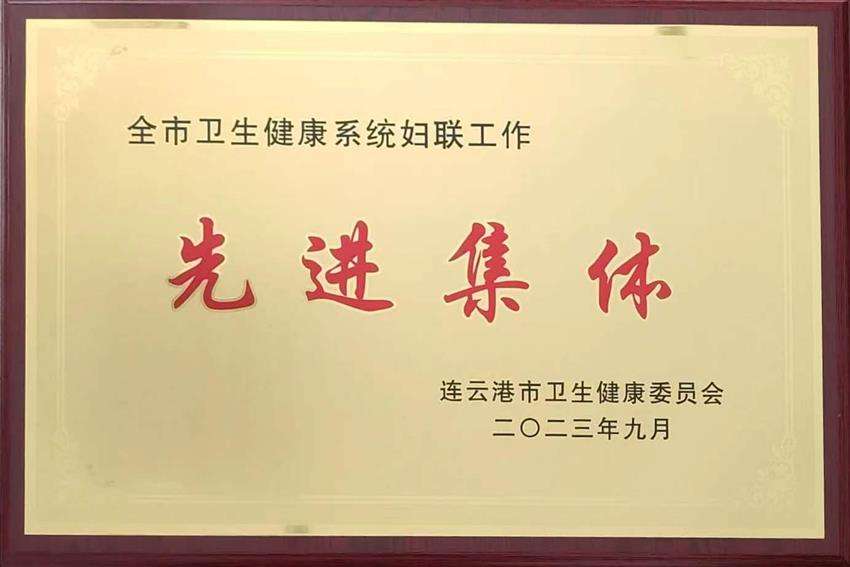 全市卫生健康系统妇联工作
先进集体
连云港市卫生健康委员会
二〇二三年九月